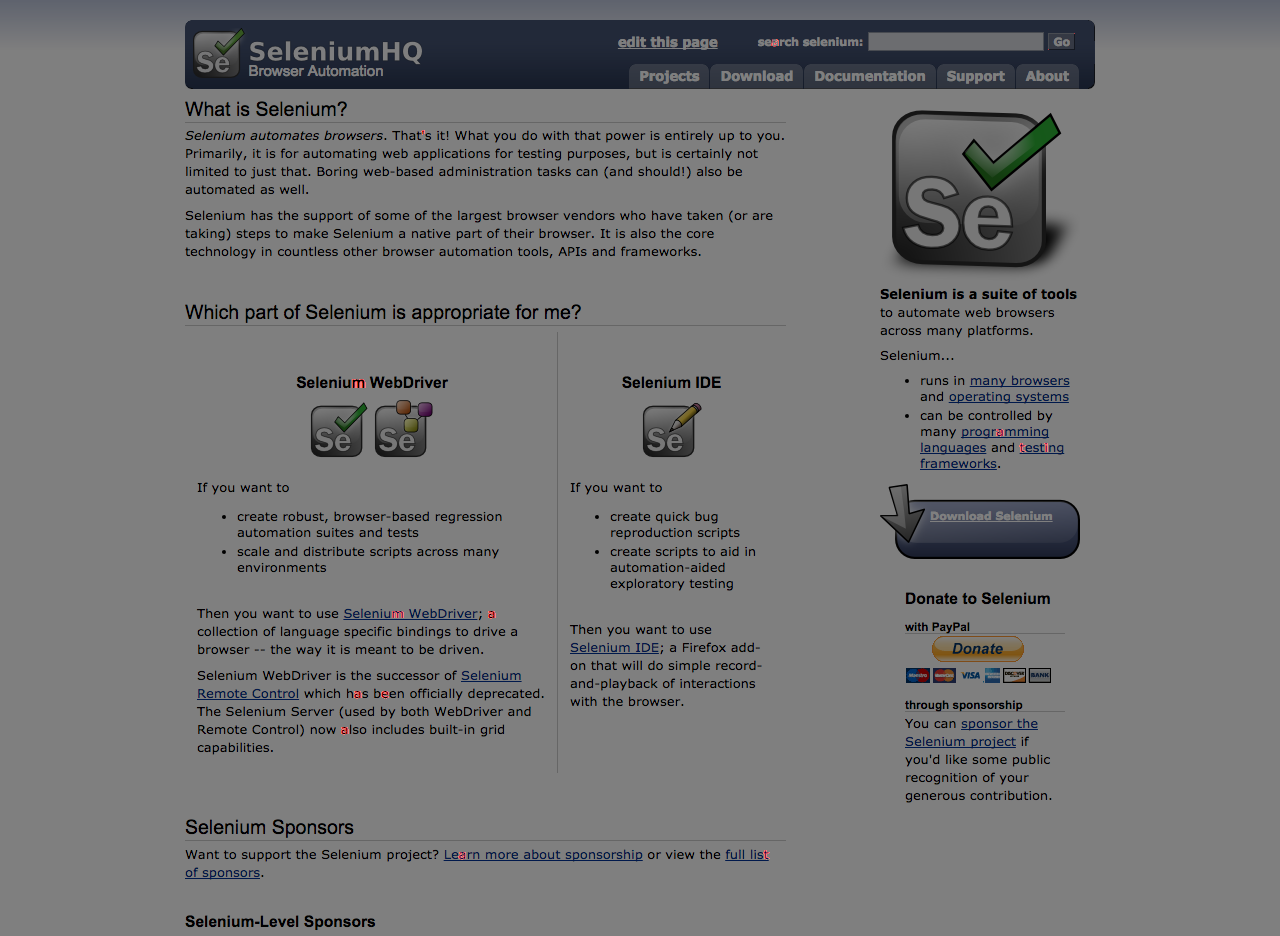 SeleniumHQ
Browser Automation
edit this page
search selenium:
Go
Projects
Download
Documentation
Support
About
What is Selenium?
Selenium automates browsers. That's it! What you do with that power is entirely up to you.
Primarily, it is for automating web applications for testing purposes, but is certainly not
limited to just that. Boring web-based administration tasks can (and should!) also be
automated as well.
Selenium has the support of some of the largest browser vendors who have taken (or are
taking) steps to make Selenium a native part of their browser. It is also the core
technology in countless other browser automation tools, APIs and frameworks.
Which part of Selenium is appropriate for me?
Selenium WebDriver
Se
Se
If you want to
• create robust, browser-based regression
automation suites and tests
• scale and distribute scripts across many
environments
Then you want to use Selenium WebDriver; a
collection of language specific bindings to drive a
browser -- the way it is meant to be driven.
Selenium WebDriver is the successor of Selenium
Remote Control which has been officially deprecated.
The Selenium Server (used by both WebDriver and
Remote Control) now also includes built-in grid
capabilities.
Selenium IDE
Se
If you want to
• create quick bug
reproduction scripts
• create scripts to aid in
automation-aided
exploratory testing
Then you want to use
Selenium IDE; a Firefox add-
on that will do simple record-
and-playback of interactions
with the browser.
Selenium Sponsors
Want to support the Selenium project? Learn more about sponsorship or view the full list
of sponsors.
Selenium-Level Sponsors
Se
Selenium is a suite of tools
to automate web browsers
across many platforms.
Selenium...
• runs in many browsers
and operating systems
• can be controlled by
many programming
languages and testing
frameworks.
Download Selenium
Donate to Selenium
with PayPal
Donate
VISA
BANK
through sponsorship
You can sponsor the
Selenium project if
you'd like some public
recognition of your
generous contribution.